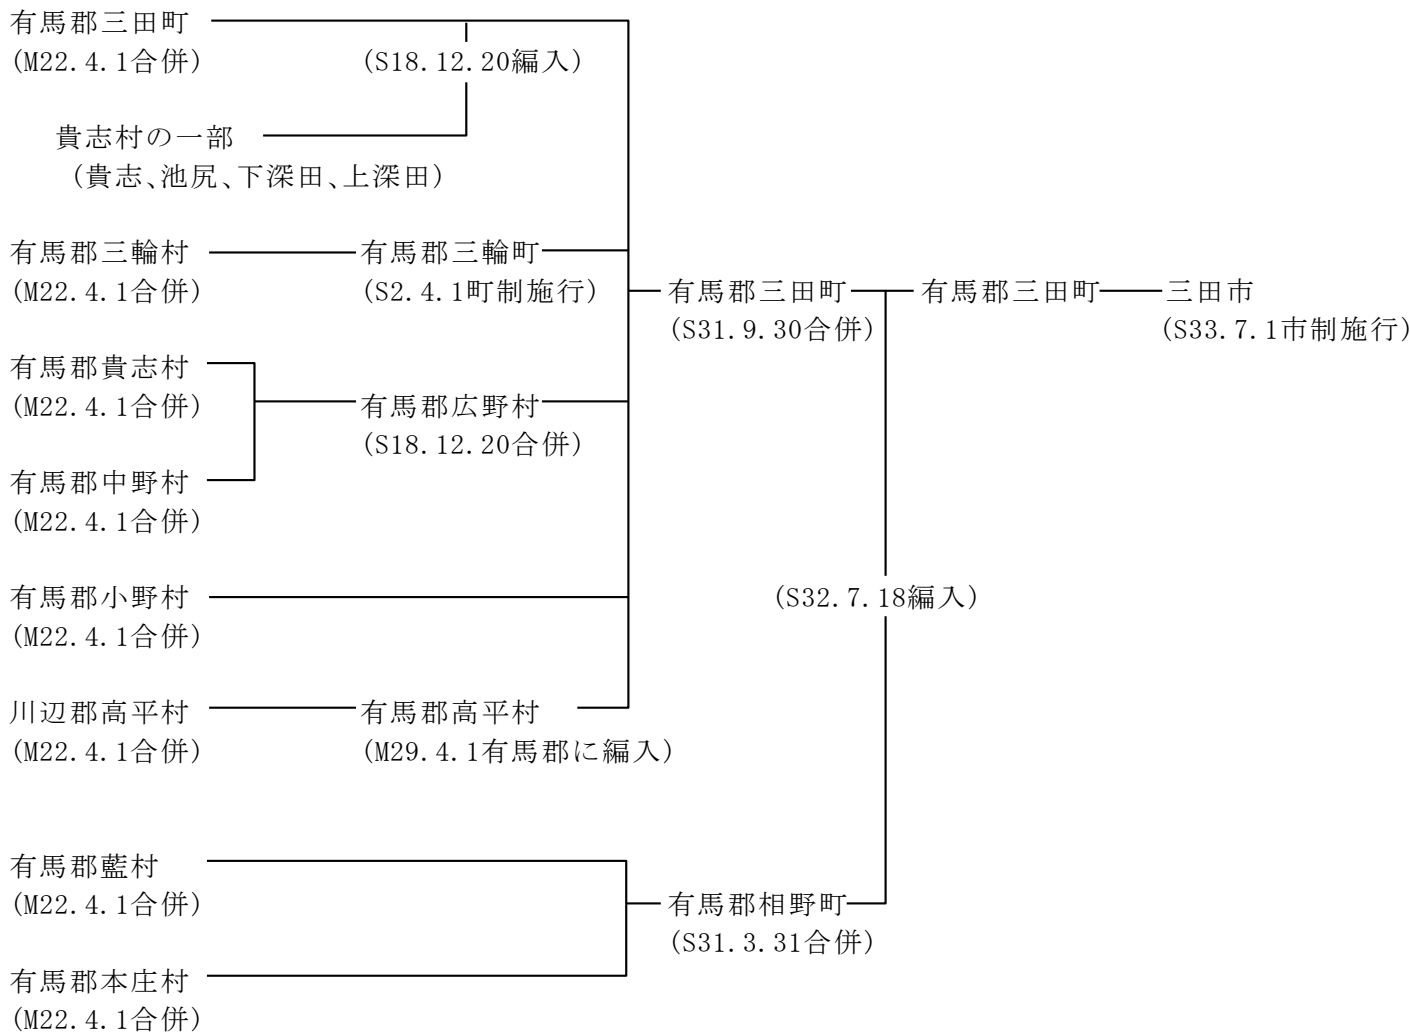 有馬郡三田町
(M22.4.1合併)
(S18.12.20編入)
貴志村の一部
(貴志、池尻、下深田、上深田)
有馬郡三輪村
(M22.4.1合併)
有馬郡三輪町
(S2.4.1町制施行)
有馬郡三田町
(S31.9.30合併)
有馬郡三田町
三田市
(S33.7.1市制施行)
有馬郡貴志村
(M22.4.1合併)
有馬郡広野村
(S18.12.20合併)
有馬郡中野村
(M22.4.1合併)
有馬郡小野村
(M22.4.1合併)
(S32.7.18編入)
川辺郡高平村
(M22.4.1合併)
有馬郡高平村
(M29.4.1有馬郡に編入)
有馬郡藍村
(M22.4.1合併)
有馬郡相野町
(S31.3.31合併)
有馬郡本庄村
(M22.4.1合併)